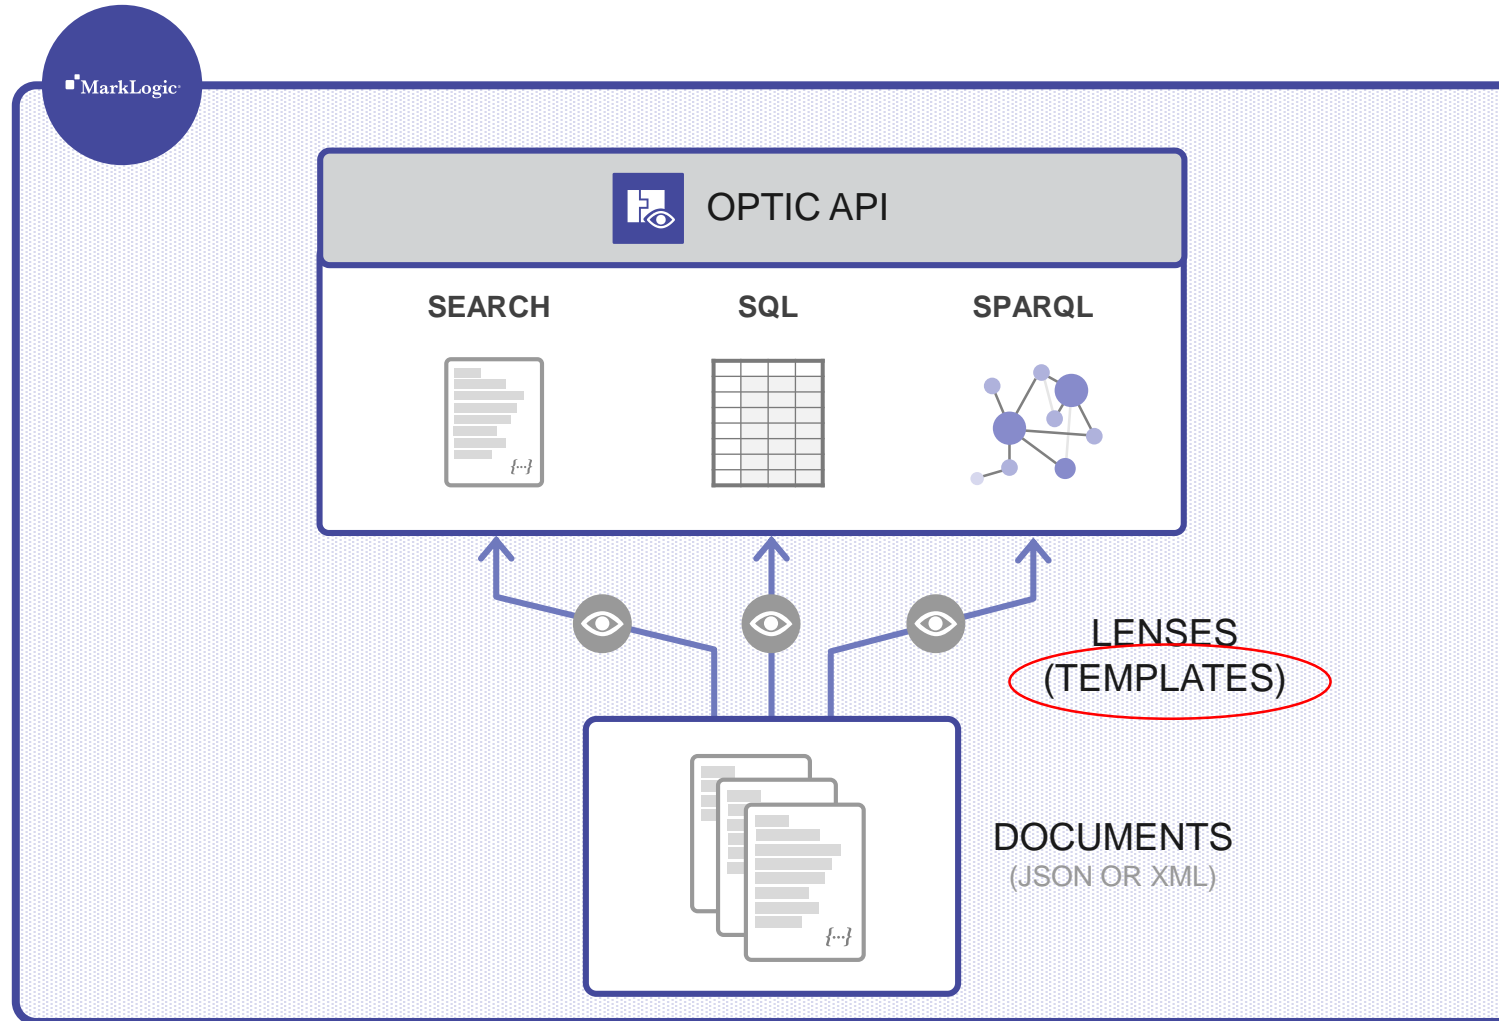 MarkLogic
OPTIC API
SEARCH
SQL
SPARQL
{...}
LENSES
(TEMPLATES)
DOCUMENTS
(JSON OR XML)
{...}